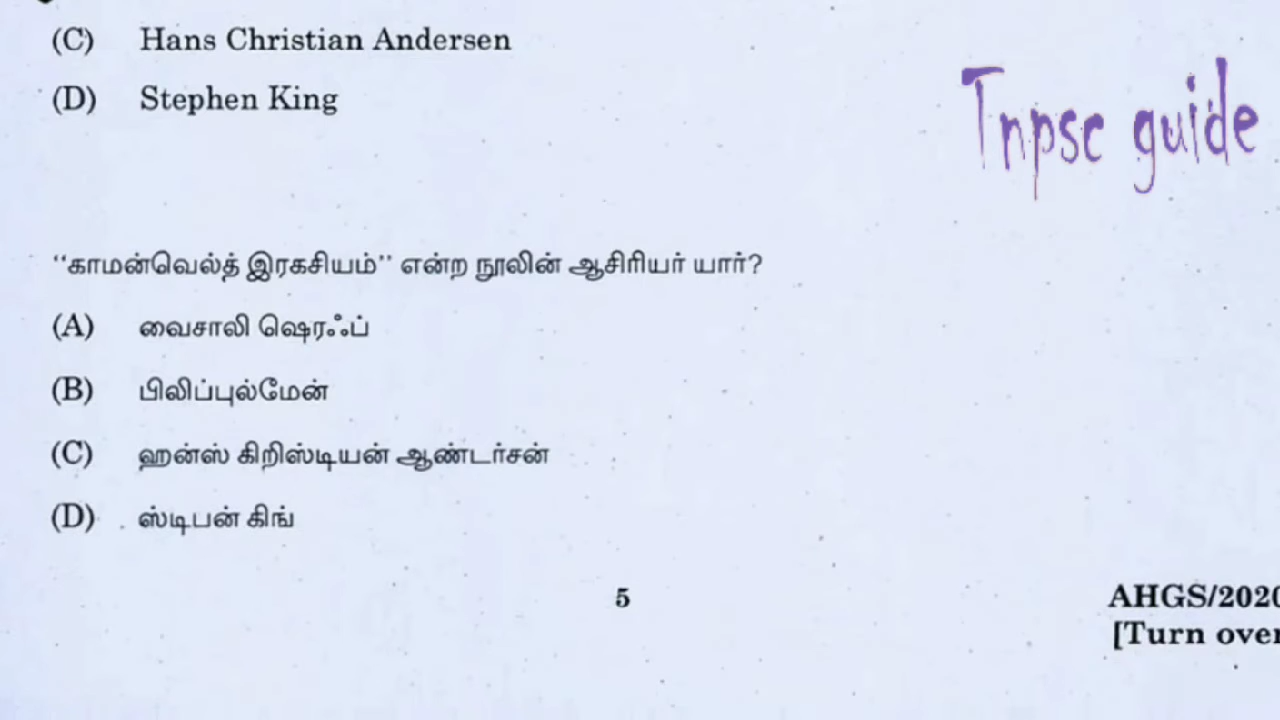 (C) Hans Christian Andersen
(D) Stephen King
Tnpsc guide
“காமன்வெல்த் இரகசியம்” என்ற நூலின் ஆசிரியர் யார்?
(A) வைசாலி ஷெரஃப்
(B) பிலிப்புல்மேன்
(C) ஹன்ஸ் கிறிஸ்டியன் ஆண்டர்சன்
(D) ஸ்டிபன் கிங்
5
AHGS/2020
[Turn over